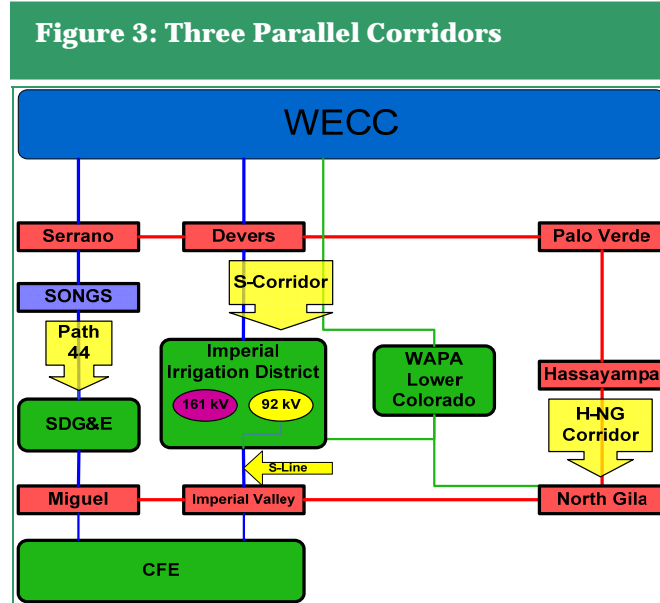 Figure 3: Three Parallel Corridors
WECC
Serrano
Devers
Palo Verde
SONGS
S-Corridor
Path
44
Imperial
Irrigation District
161 kV
92 kV
WAPA
Lower
Colorado
Hassayampa
SDG&E
H-NG
Corridor
S-Line
Miguel
Imperial Valley
North Gila
CFE